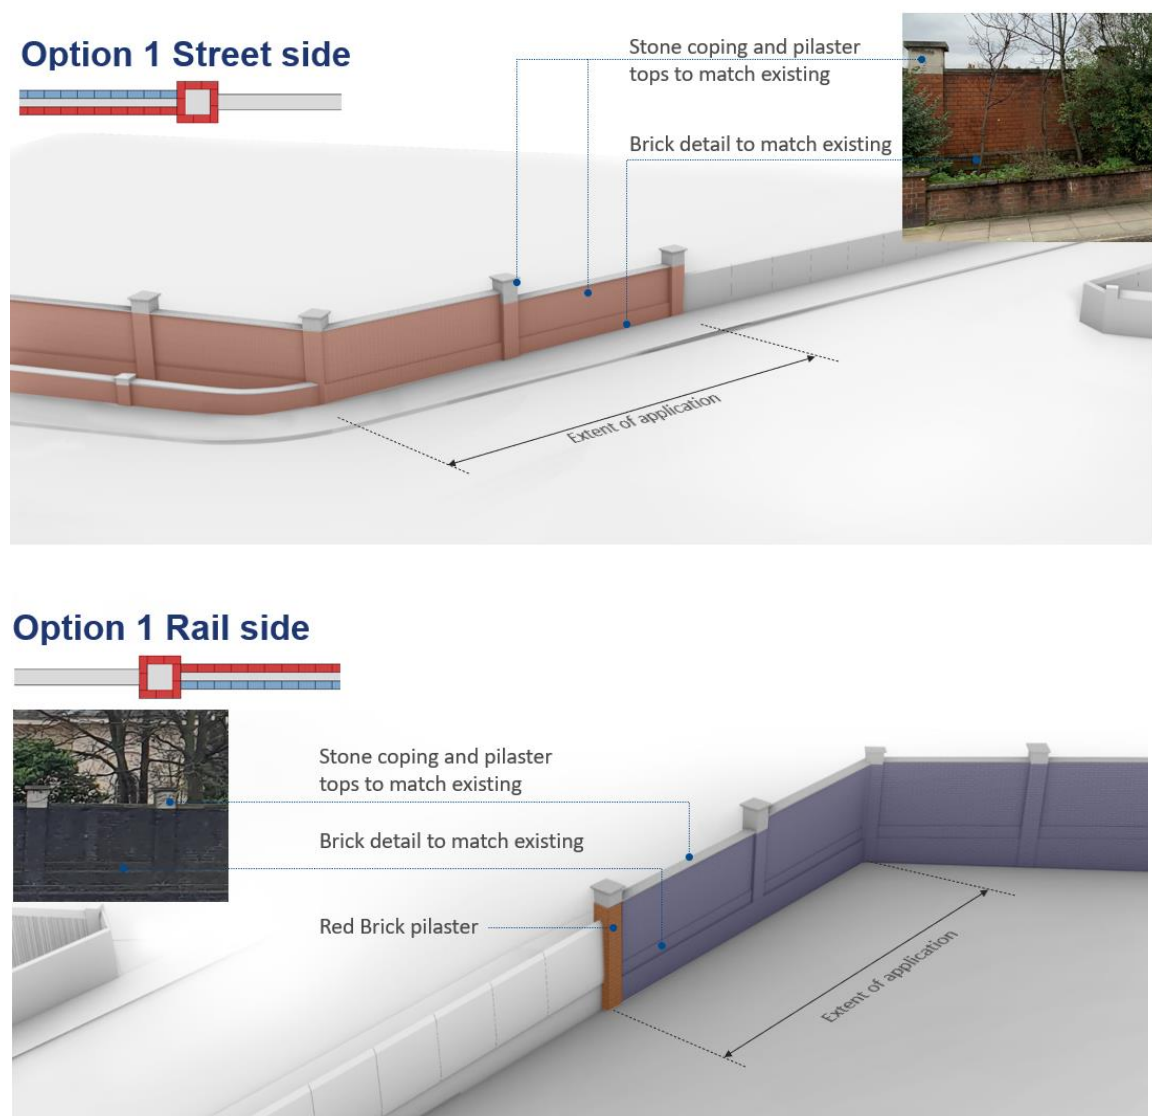 Option 1 Street side
Stone coping and pilaster
tops to match existing
Brick detail to match existing
Extent of application
Option 1 Rail side
Stone coping and pilaster
tops to match existing
Brick detail to match existing
Red Brick pilaster
Extent of application